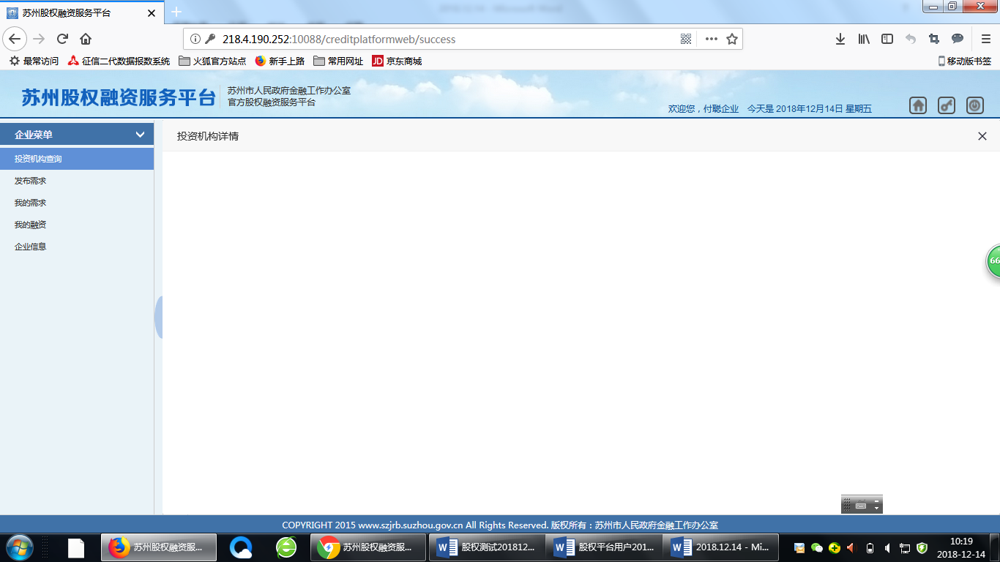 苏州股权融资服务平台
218.4.190.252:10088/creditplatformweb/success
最常访问 征信二代数据报数系统 火狐官方站点 新手上路 常用网址 JD 京东商城 移动版书签
苏州股权融资服务平台
苏州市人民政府金融工作办公室
官方股权融资服务平台
欢迎您，付聪企业 今天是 2018年12月14日 星期五
企业菜单
投资机构详情
投资机构查询
发布需求
我的需求
我的融资
企业信息
66
COPYRIGHT 2015 www.szjrb.suzhou.gov.cn All Rights Reserved. 版权所有：苏州市人民政府金融工作办公室
苏州股权融资服... 苏州股权融资服... 股权测试201812... 股权平台用户201... 2018.12.14 - Mi...
10:19
2018-12-14